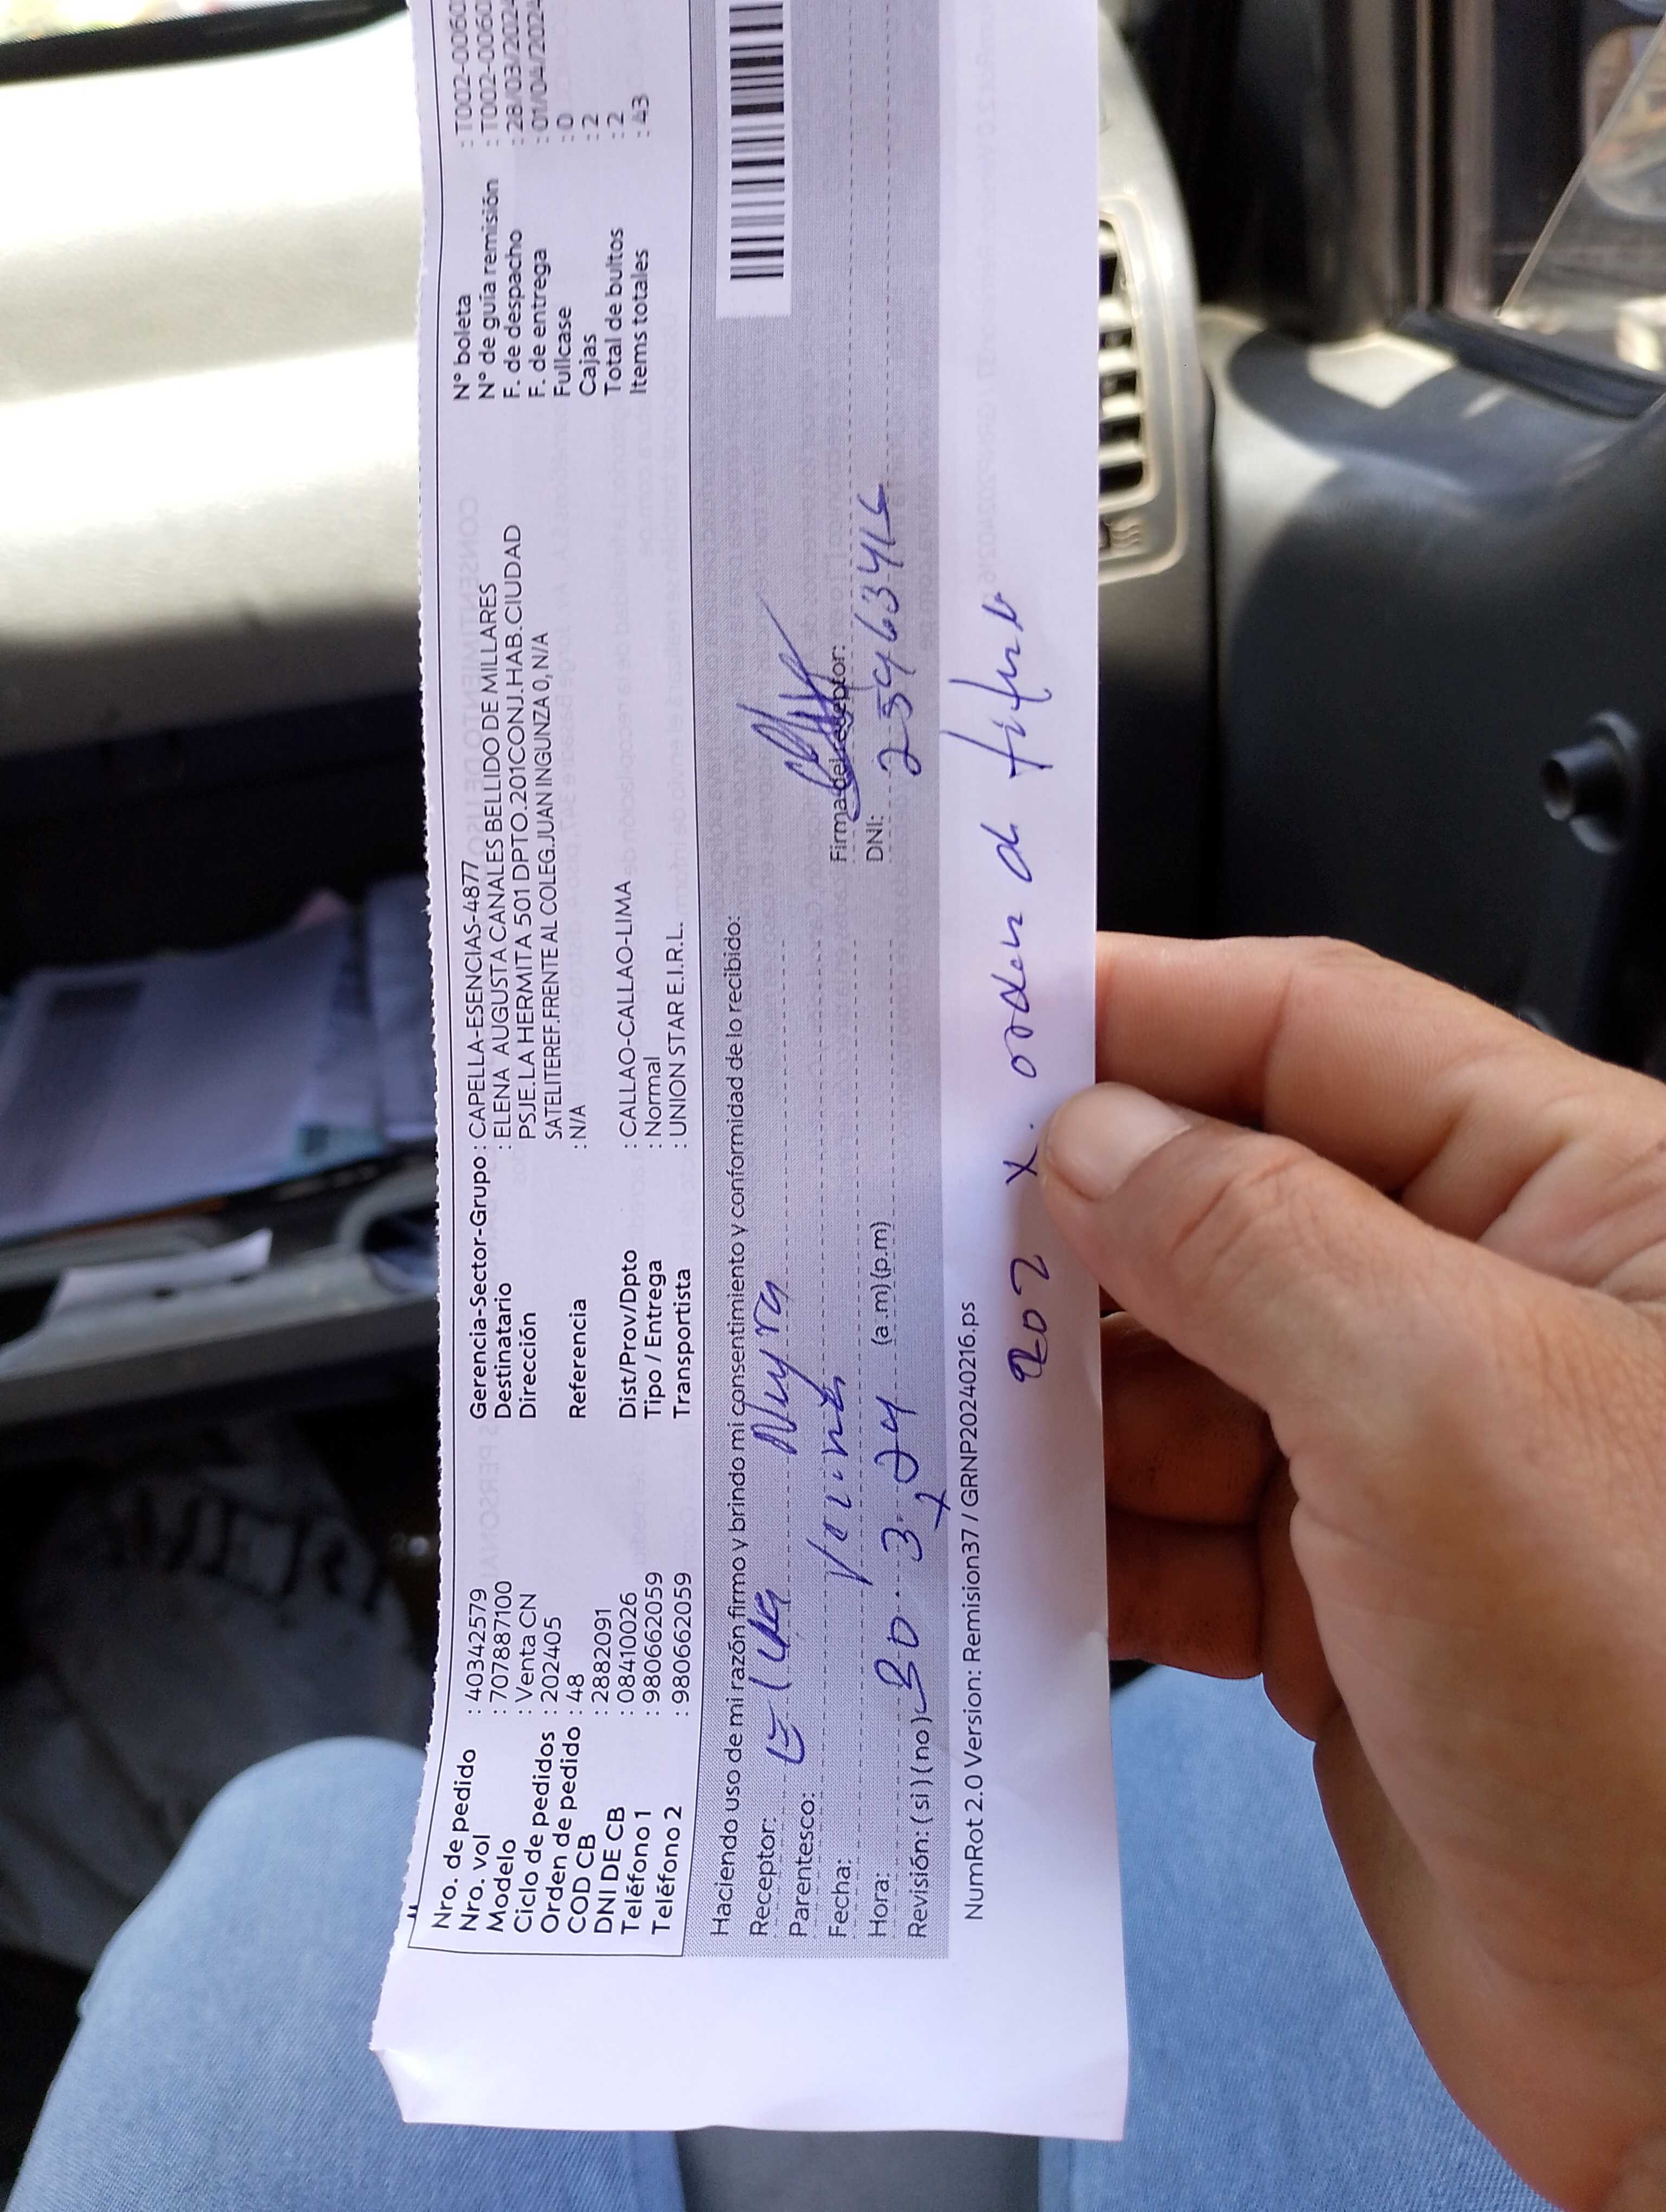 Nro. de pedido : 40342579
Nro. vol : 707887100
Modelo : Venta CN
Ciclo de pedidos : 202405
Orden de pedido : 48
COD CB : 2882091
DNI DE CB : 08410026
Teléfono 1 : 980662059
Teléfono 2 : 980662059
Gerencia-Sector-Grupo : CAPELLA-ESENCIAS-4877
Destinatario : ELENA AUGUSTA CANALES BELLIDO DE MILLARES
Dirección PSJE.LA HERMITA 501 DPTO.201CONJ.HAB.CIUDAD
SATELITEREF.FRENTE AL COLEG.JUAN INGUNZA 0, N/A
Referencia : N/A
Dist/Prov/Dpto : CALLAO-CALLAO-LIMA
Tipo / Entrega : Normal
Transportista : UNION STAR E.I.R.L.
N° boleta : T002-0060
N° de guía remisión : T002-0060
F. de despacho : 28/03/2024
F. de entrega : 01/04/2024
Fullcase : 0
Cajas : 2
Total de bultos : 2
Items totales : 43
Haciendo uso de mi razón firmo y brindo mi consentimiento y conformidad de lo recibido:
Receptor:
Parentesco:
Fecha: 30.3.24
Hora: (a.m)(p.m)
Revisión: (si)(no)
Firma del receptor:
DNI:
NumRot 2.0 Version: Remision37 / GRNP20240216.ps
202 x. orden d